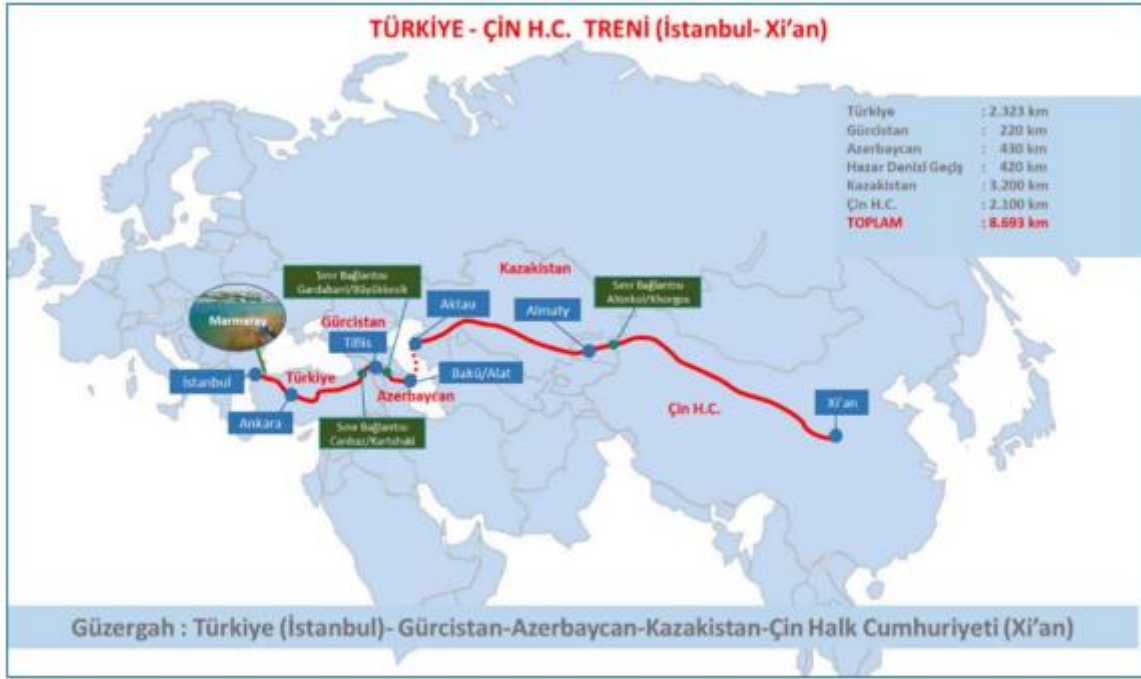 TÜRKİYE - ÇİN H.C. TRENİ (İstanbul- Xi’an)
Türkiye : 2.323 km
Gürcistan : 220 km
Azerbaycan : 430 km
Hazar Denizi Geçiş : 420 km
Kazakistan : 3.200 km
Çin H.C. : 2.100 km
TOPLAM : 8.693 km
Kazakistan
Sınır Bağlantısı
Gardabani/Büyükkesik
Sınır Bağlantısı
Altonkol/Khorgos
Marmaray
Gürcistan
Tiflis
Aktau
Almaty
İstanbul
Türkiye
Bakü/Alat
Azerbaycan
Ankara
Sınır Bağlantısı
Canbaz/Kartshaki
Çin H.C.
Xi’an
Güzergah : Türkiye (İstanbul)- Gürcistan-Azerbaycan-Kazakistan-Çin Halk Cumhuriyeti (Xi’an)